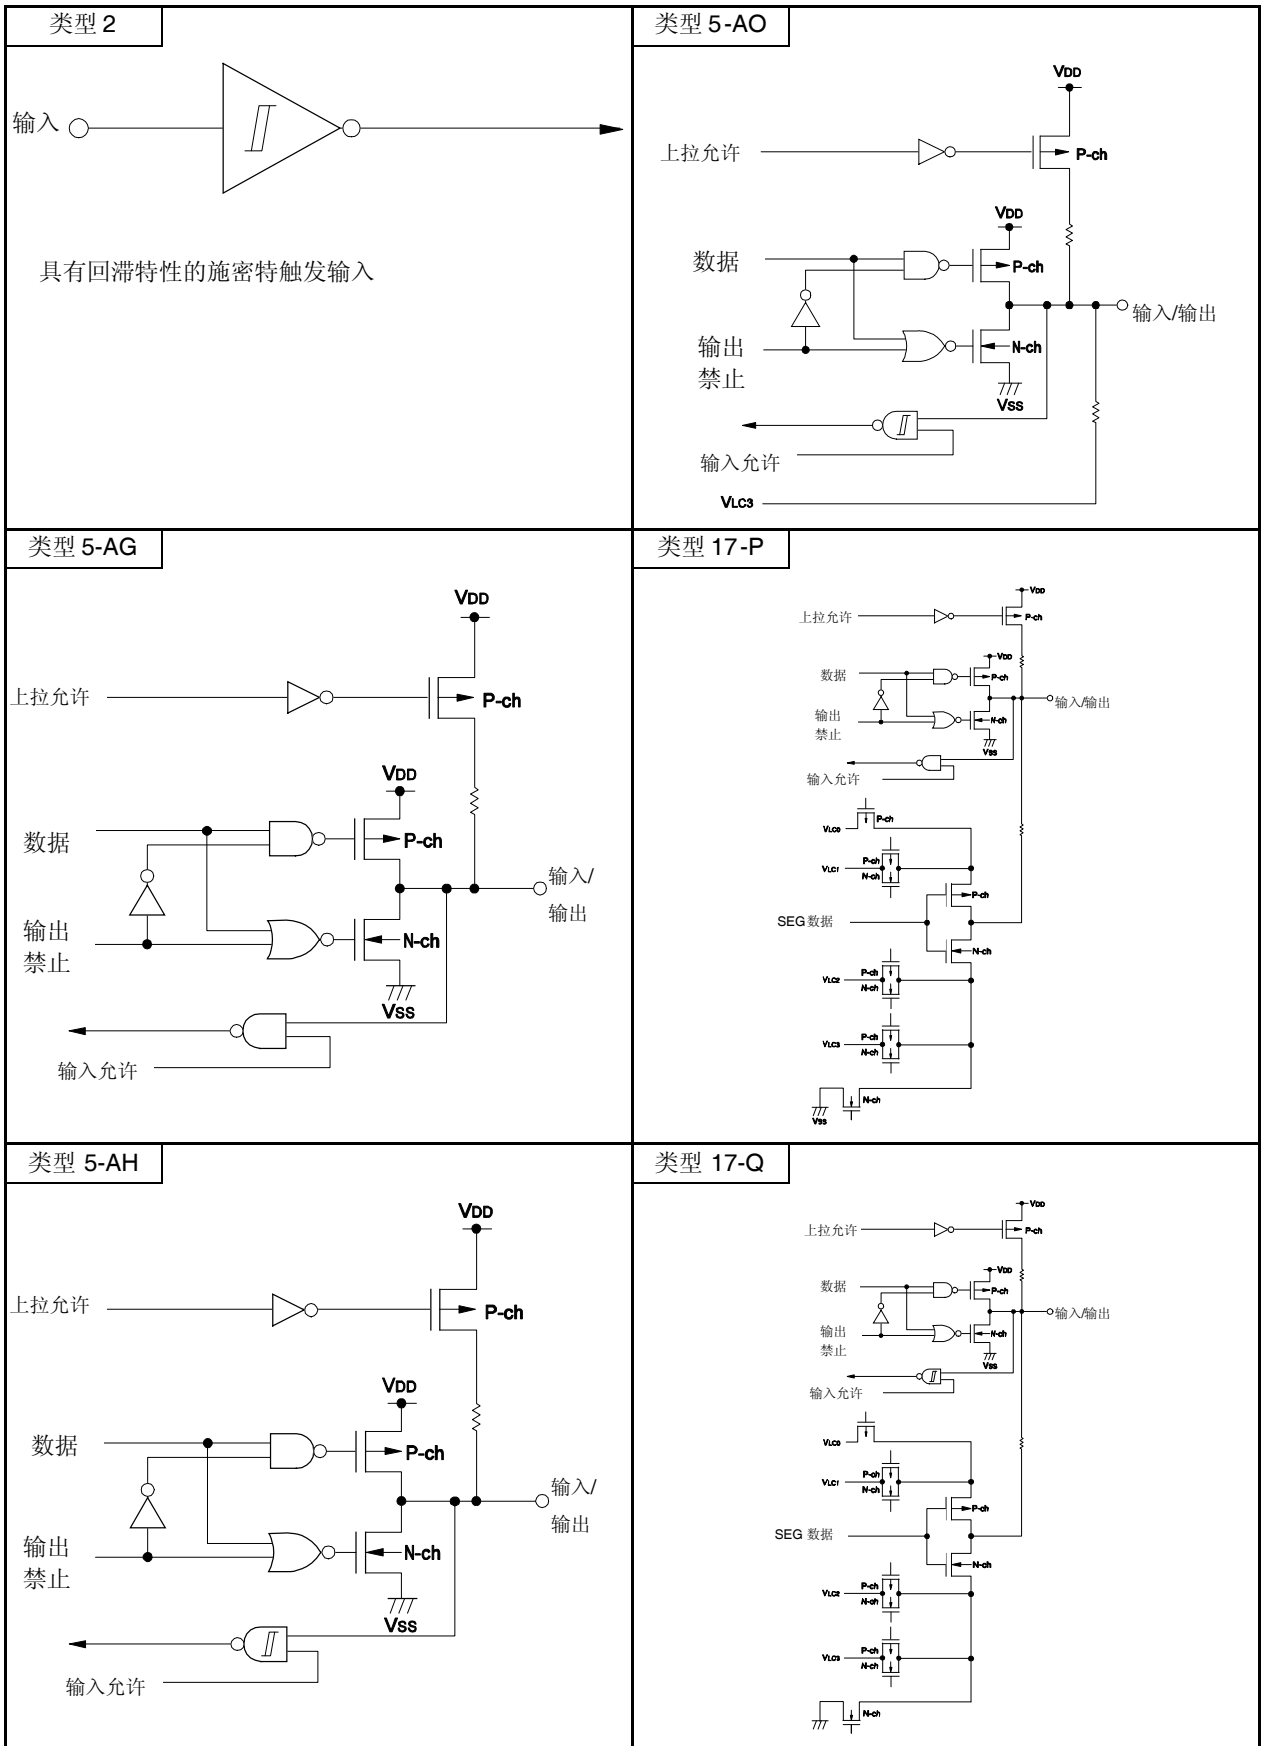 类型 2
输入
具有回滞特性的施密特触发输入
类型 5-AO
VDD
上拉允许
P-ch
VDD
数据
P-ch
输入/输出
输出
禁止
N-ch
VSS
输入允许
VLC3
类型 5-AG
VDD
上拉允许
P-ch
VDD
数据
P-ch
输入/
输出
输出
禁止
N-ch
VSS
输入允许
类型 17-P
VDD
上拉允许
P-ch
VDD
数据
P-ch
输入/输出
输出
禁止
N-ch
VSS
输入允许
P-ch
VLC0
P-ch
VLC1
N-ch
P-ch
SEG 数据
N-ch
P-ch
VLC2
N-ch
P-ch
VLC3
N-ch
N-ch
VSS
类型 5-AH
VDD
上拉允许
P-ch
VDD
数据
P-ch
输入/
输出
输出
禁止
N-ch
VSS
输入允许
类型 17-Q
VDD
上拉允许
P-ch
VDD
数据
P-ch
输入/输出
输出
禁止
N-ch
VSS
输入允许
VLC0
P-ch
VLC1
N-ch
P-ch
SEG 数据
N-ch
P-ch
VLC2
N-ch
P-ch
VLC3
N-ch
N-ch